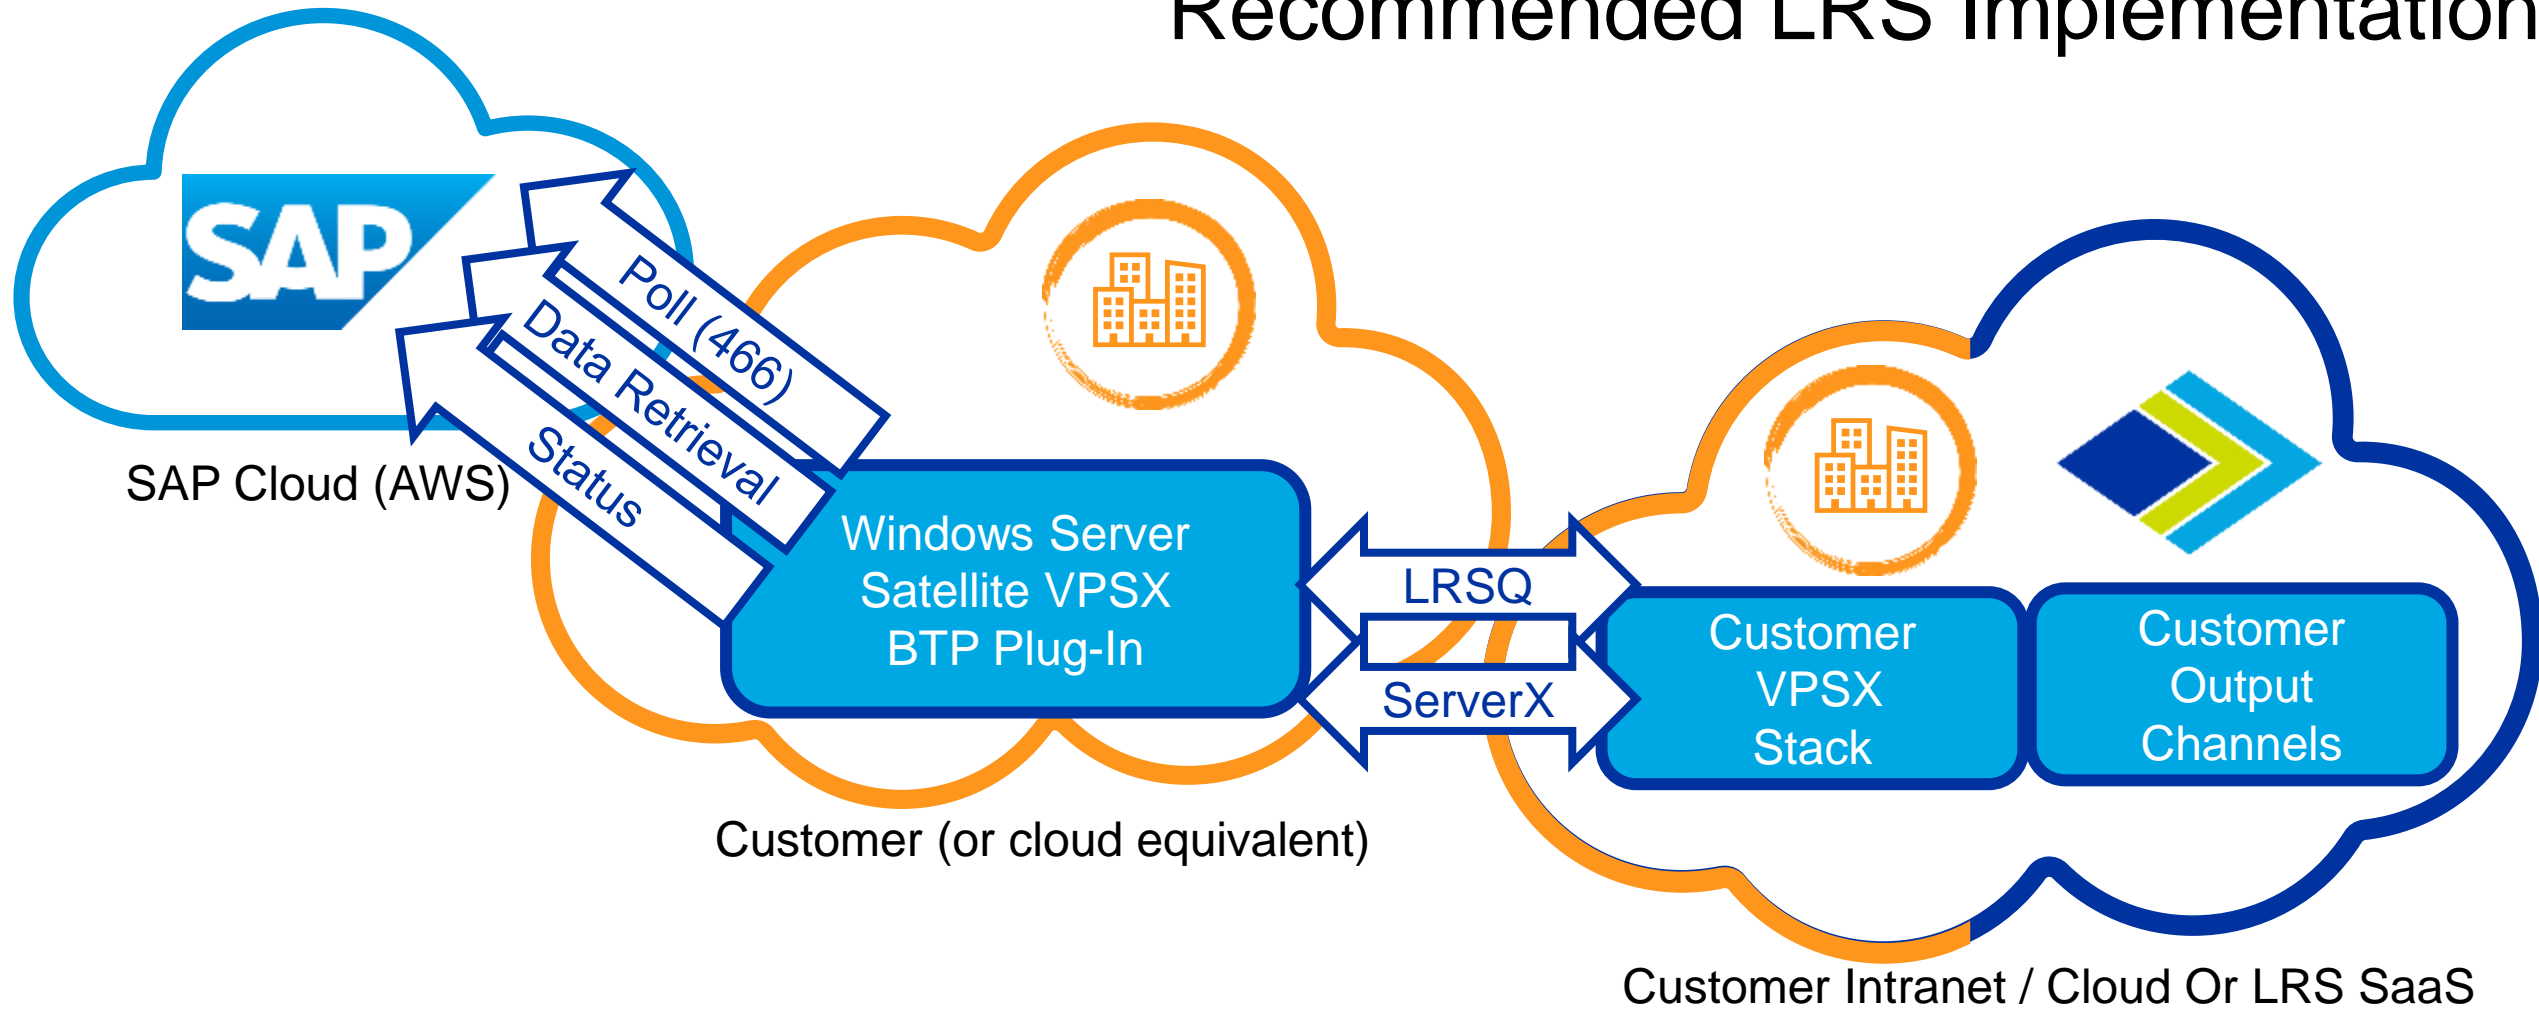 Recommended LRS Implementation
SAP
Poll (466)
Data Retrieval
Status
SAP Cloud (AWS)
Windows Server
Satellite VPSX
BTP Plug-In
LRSQ
ServerX
Customer
VPSX
Stack
Customer
Output
Channels
Customer (or cloud equivalent)
Customer Intranet / Cloud Or LRS SaaS